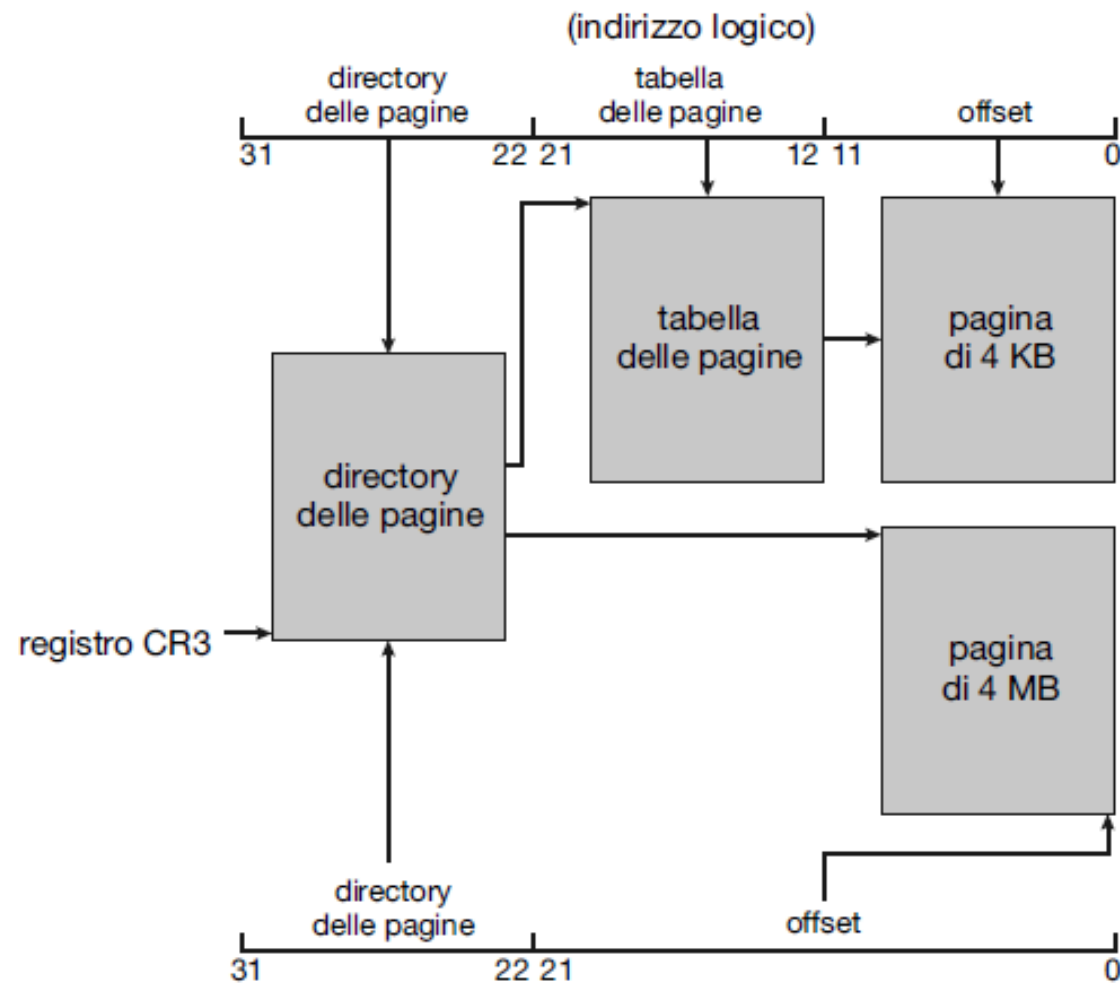 (indirizzo logico)
directory
delle pagine
tabella
delle pagine
offset
31
22 21
12 11
0
tabella
delle pagine
pagina
di 4 KB
directory
delle pagine
registro CR3
pagina
di 4 MB
directory
delle pagine
offset
31
22 21
0